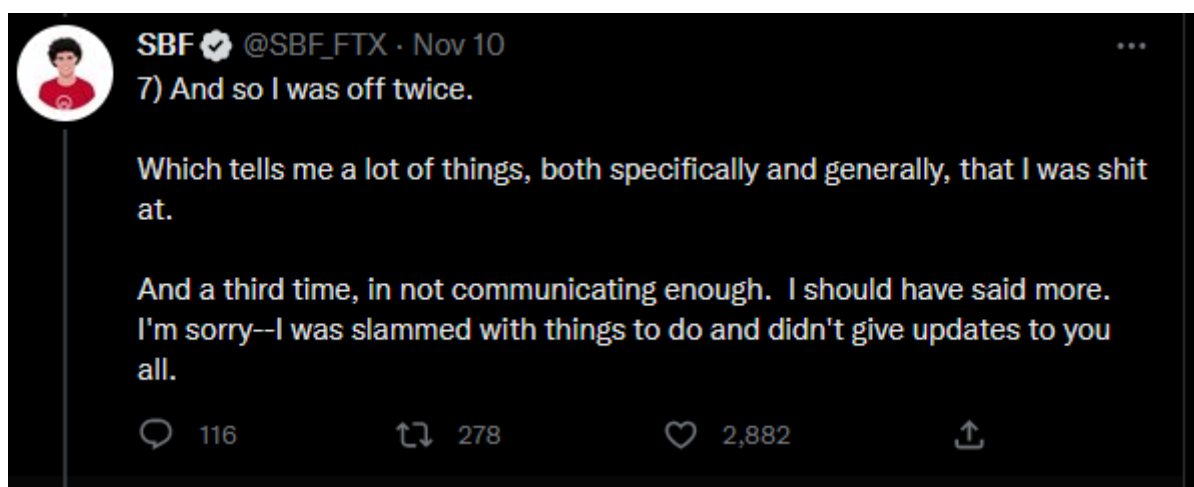 SBF @SBF_FTX · Nov 10
7) And so I was off twice.
Which tells me a lot of things, both specifically and generally, that I was shit
at.
And a third time, in not communicating enough.  I should have said more.
I'm sorry--I was slammed with things to do and didn't give updates to you
all.
116 278 2,882